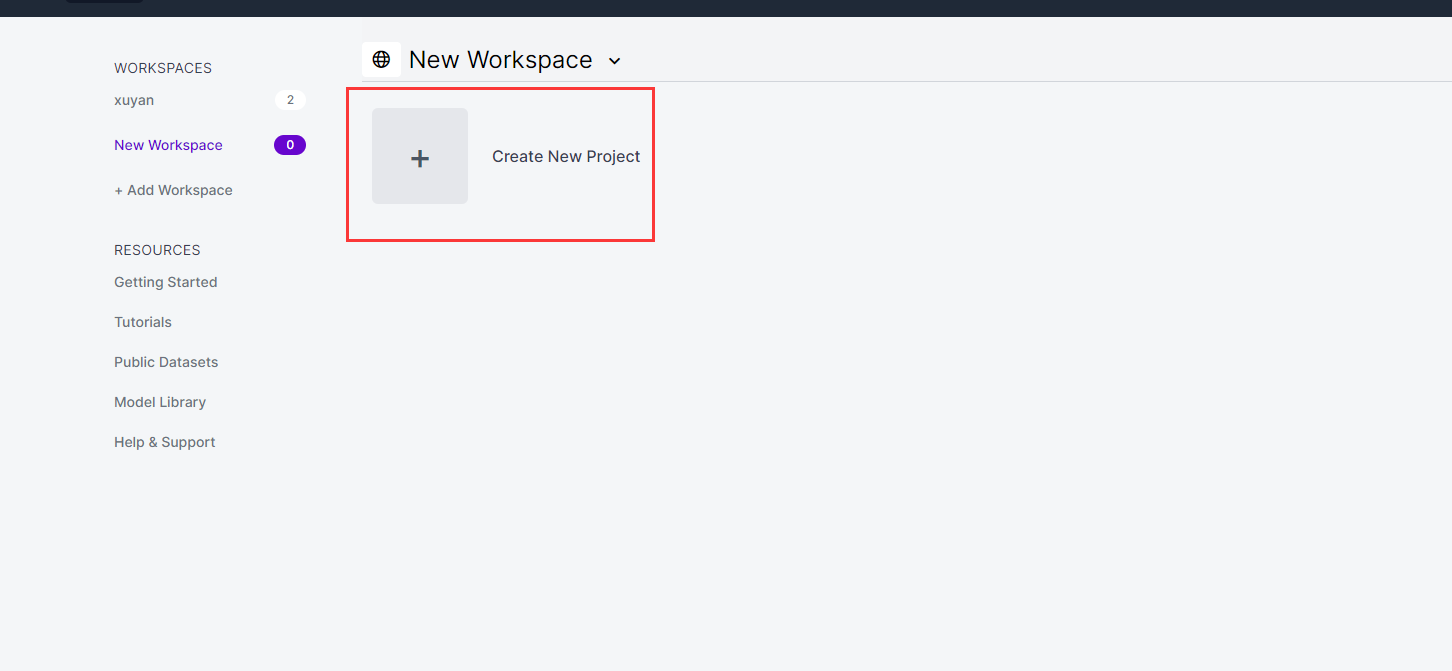 WORKSPACES
xuyan 2
New Workspace 0
+ Add Workspace
RESOURCES
Getting Started
Tutorials
Public Datasets
Model Library
Help & Support
New Workspace
+ Create New Project